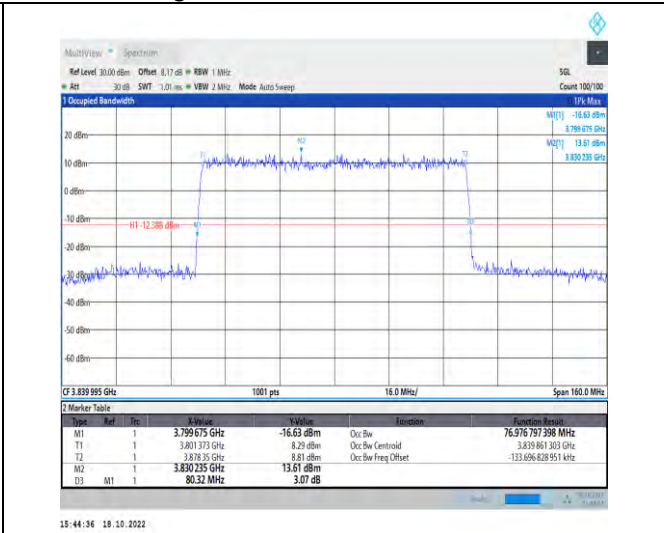 MultiView Spectrum
Ref Level 30.00 dBm Offset 8.17 dB RBW 1 MHz SGL
Att 30 dB SWT 1.01 ms VBW 2 MHz Mode Auto Sweep Count 100/100
1 Occupied Bandwidth 1Pk Max
M1[1] -16.63 dBm
3.799 675 GHz
M2[1] 13.61 dBm
3.830 235 GHz
20 dBm
M2
T1 T2
10 dBm
0 dBm
-10 dBm
H1 -12.388 dBm M1
-20 dBm
-30 dBm
-40 dBm
-50 dBm
-60 dBm
CF 3.839 995 GHz 1001 pts 16.0 MHz/ Span 160.0 MHz
2 Marker Table
Type Ref Trc X-Value Y-Value Function Function Result
M1 1 3.799 675 GHz -16.63 dBm Occ Bw 76.976 797 398 MHz
T1 1 3.801 373 GHz 8.29 dBm Occ Bw Centroid 3.839 861 303 GHz
T2 1 3.878 35 GHz 8.81 dBm Occ Bw Freq Offset -133.696 828 951 kHz
M2 1 3.830 235 GHz 13.61 dBm
D3 M1 1 80.32 MHz 3.07 dB
15:44:36 18.10.2022